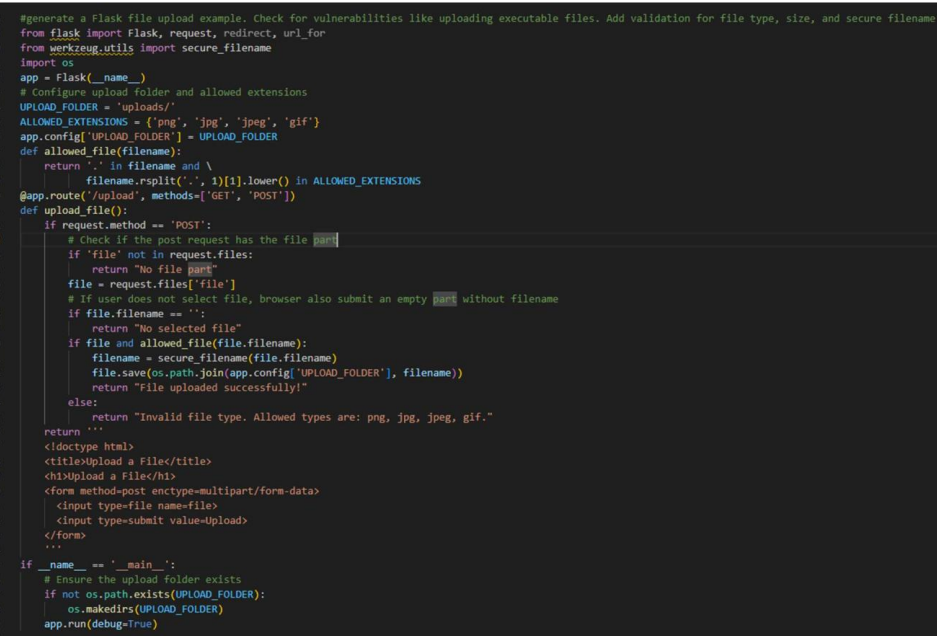 #generate a Flask file upload example. Check for vulnerabilities like uploading executable files. Add validation for file type, size, and secure filename
from flask import Flask, request, redirect, url_for
from werkzeug.utils import secure_filename
import os
app = Flask(__name__)
# Configure upload folder and allowed extensions
UPLOAD_FOLDER = 'uploads/'
ALLOWED_EXTENSIONS = {'png', 'jpg', 'jpeg', 'gif'}
app.config['UPLOAD_FOLDER'] = UPLOAD_FOLDER
def allowed_file(filename):
    return '.' in filename and \
           filename.rsplit('.', 1)[1].lower() in ALLOWED_EXTENSIONS
@app.route('/upload', methods=['GET', 'POST'])
def upload_file():
    if request.method == 'POST':
        # Check if the post request has the file part
        if 'file' not in request.files:
            return "No file part"
        file = request.files['file']
        # If user does not select file, browser also submit an empty part without filename
        if file.filename == '':
            return "No selected file"
        if file and allowed_file(file.filename):
            filename = secure_filename(file.filename)
            file.save(os.path.join(app.config['UPLOAD_FOLDER'], filename))
            return "File uploaded successfully!"
        else:
            return "Invalid file type. Allowed types are: png, jpg, jpeg, gif."
    return '''
    <!doctype html>
    <title>Upload a File</title>
    <h1>Upload a File</h1>
    <form method=post enctype=multipart/form-data>
      <input type=file name=file>
      <input type=submit value=Upload>
    </form>
    '''
if __name__ == '__main__':
    # Ensure the upload folder exists
    if not os.path.exists(UPLOAD_FOLDER):
        os.makedirs(UPLOAD_FOLDER)
    app.run(debug=True)